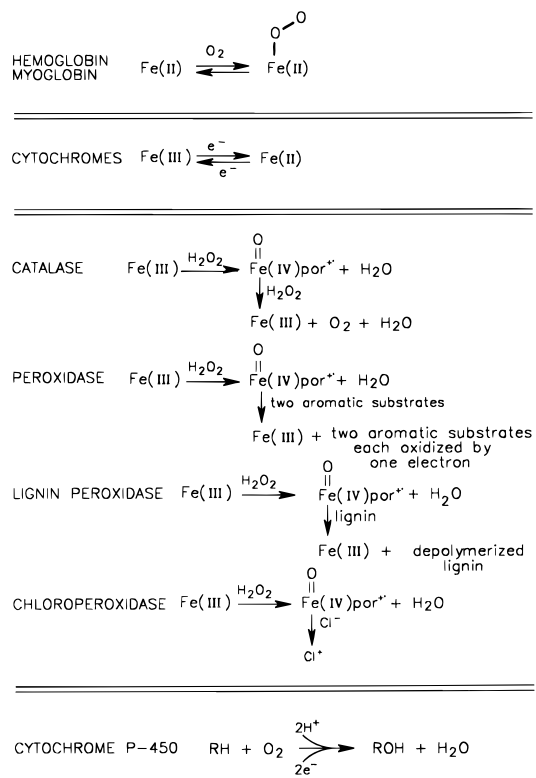 O
O₂ O
HEMOGLOBIN
MYOGLOBIN Fe(II) Fe(II)
e⁻
CYTOCHROMES Fe(III) Fe(II)
e⁻
O
H₂O₂
CATALASE Fe(III) Fe(IV)por⁺· + H₂O
H₂O₂
Fe(III) + O₂ + H₂O
O
H₂O₂
PEROXIDASE Fe(III) Fe(IV)por⁺· + H₂O
two aromatic substrates
Fe(III) + two aromatic substrates
each oxidized by
one electron
O
H₂O₂
LIGNIN PEROXIDASE Fe(III) Fe(IV)por⁺· + H₂O
lignin
Fe(III) + depolymerized
lignin
O
H₂O₂
CHLOROPEROXIDASE Fe(III) Fe(IV)por⁺· + H₂O
Cl⁻
Cl⁺
2H⁺
CYTOCHROME P-450 RH + O₂ ROH + H₂O
2e⁻